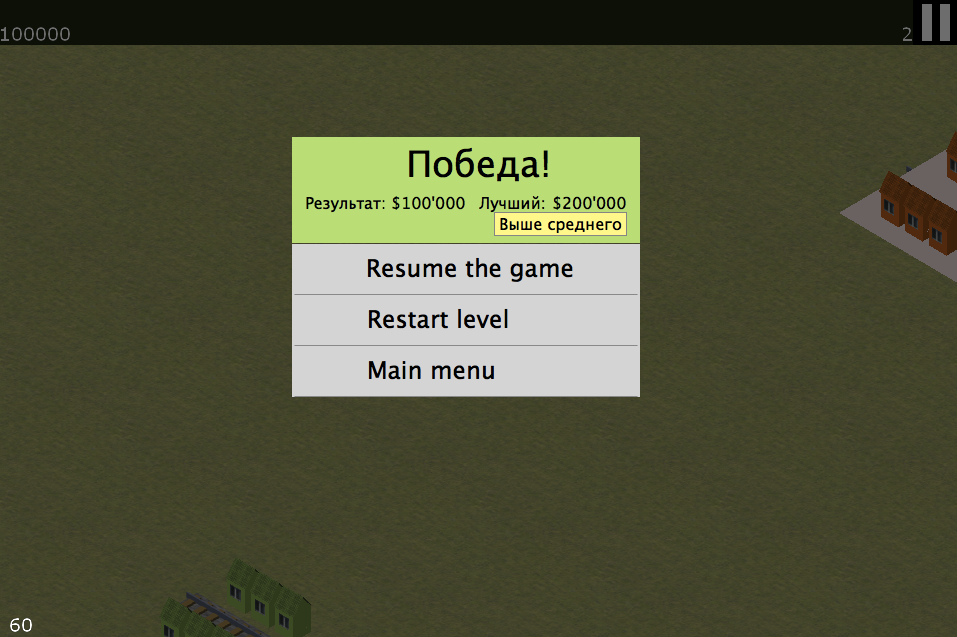 100000 2
Победа!
Результат: $100'000 Лучший: $200'000
Выше среднего
Resume the game
Restart level
Main menu
60